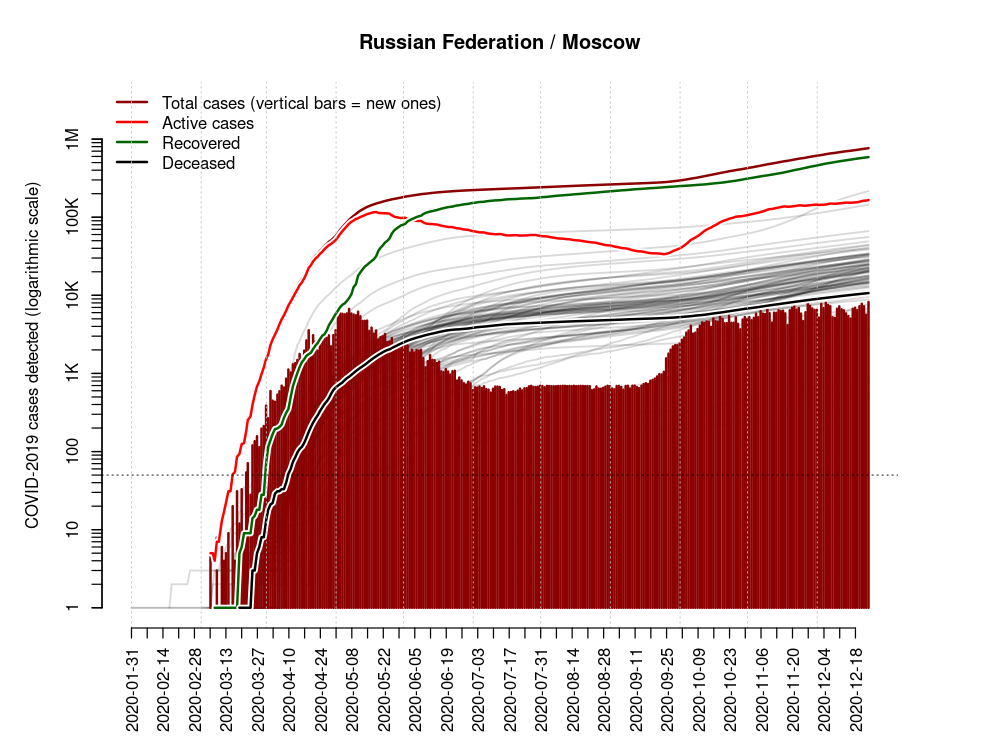 Russian Federation / Moscow
Total cases (vertical bars = new ones)
Active cases
Recovered
Deceased
COVID-2019 cases detected (logarithmic scale)
1M
100K
10K
1K
100
10
1
2020-01-31
2020-02-14
2020-02-28
2020-03-13
2020-03-27
2020-04-10
2020-04-24
2020-05-08
2020-05-22
2020-06-05
2020-06-19
2020-07-03
2020-07-17
2020-07-31
2020-08-14
2020-08-28
2020-09-11
2020-09-25
2020-10-09
2020-10-23
2020-11-06
2020-11-20
2020-12-04
2020-12-18